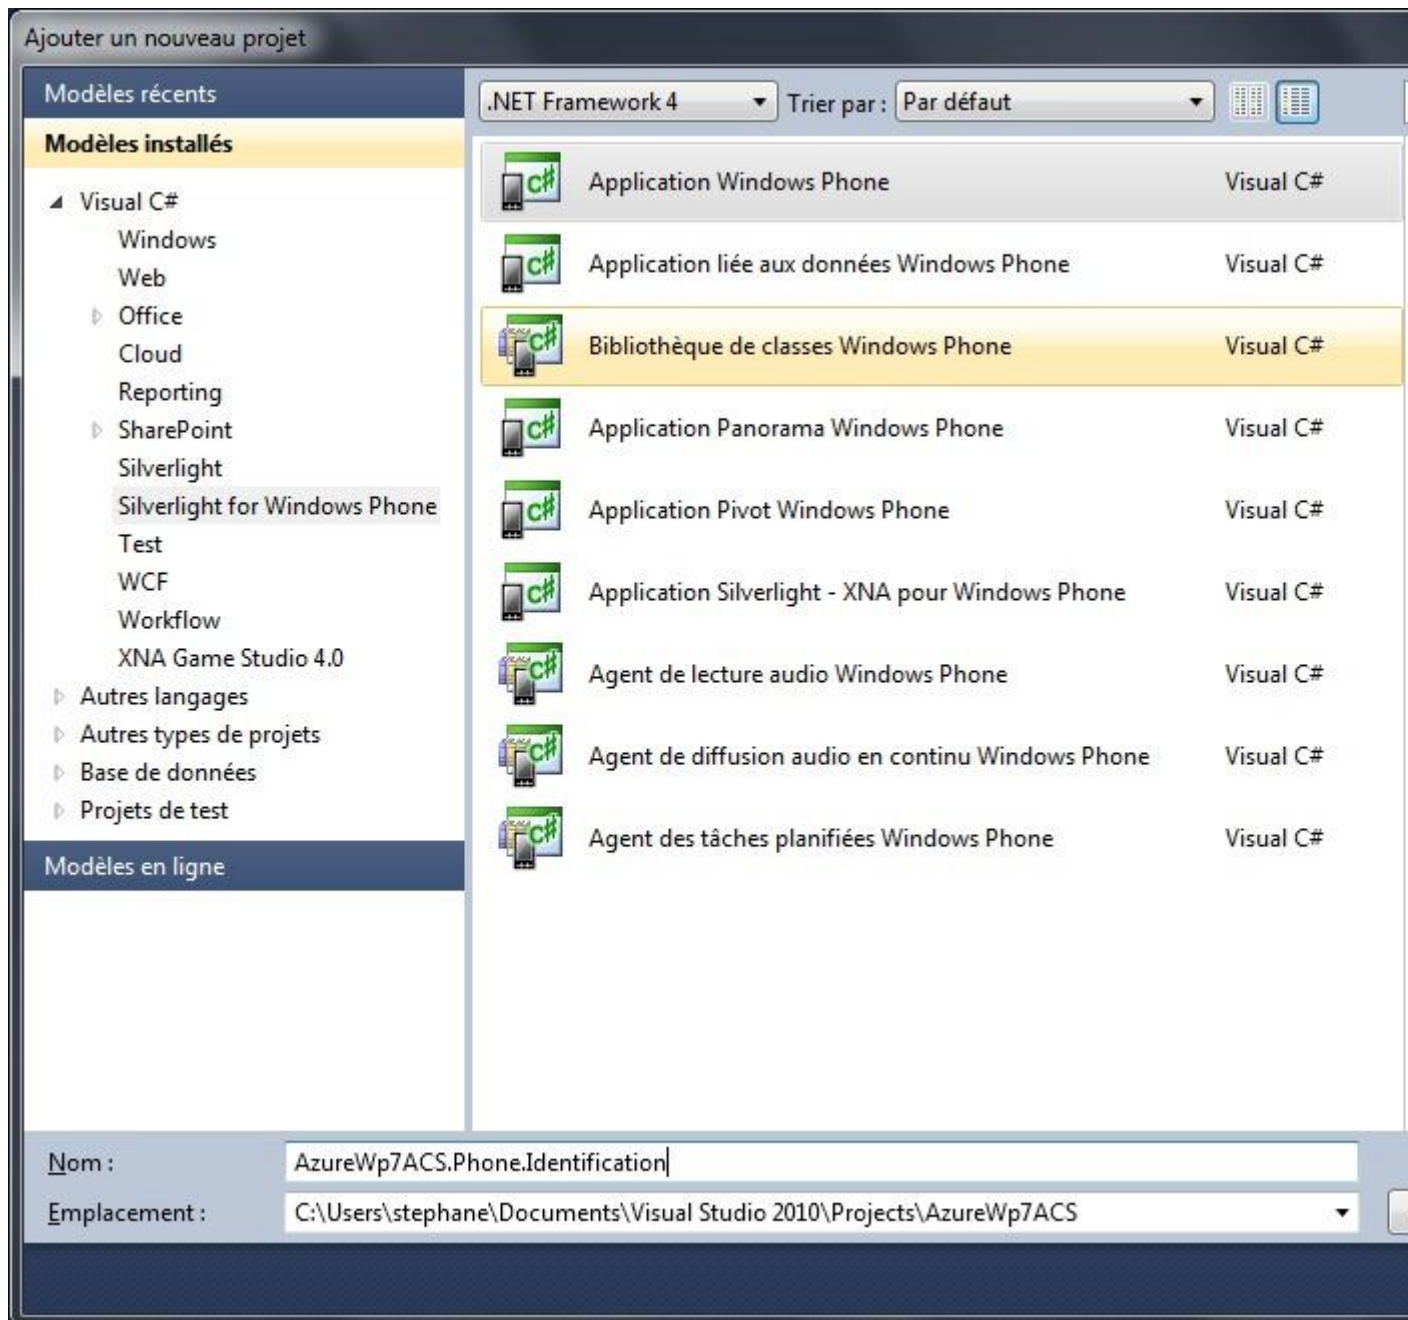 Ajouter un nouveau projet
Modèles récents
.NET Framework 4 Trier par : Par défaut
Modèles installés
Visual C#
Windows
Web
Office
Cloud
Reporting
SharePoint
Silverlight
Silverlight for Windows Phone
Test
WCF
Workflow
XNA Game Studio 4.0
Autres langages
Autres types de projets
Base de données
Projets de test
Modèles en ligne
Application Windows Phone Visual C#
Application liée aux données Windows Phone Visual C#
Bibliothèque de classes Windows Phone Visual C#
Application Panorama Windows Phone Visual C#
Application Pivot Windows Phone Visual C#
Application Silverlight - XNA pour Windows Phone Visual C#
Agent de lecture audio Windows Phone Visual C#
Agent de diffusion audio en continu Windows Phone Visual C#
Agent des tâches planifiées Windows Phone Visual C#
Nom : AzureWp7ACS.Phone.Identification
Emplacement : C:\Users\stephane\Documents\Visual Studio 2010\Projects\AzureWp7ACS